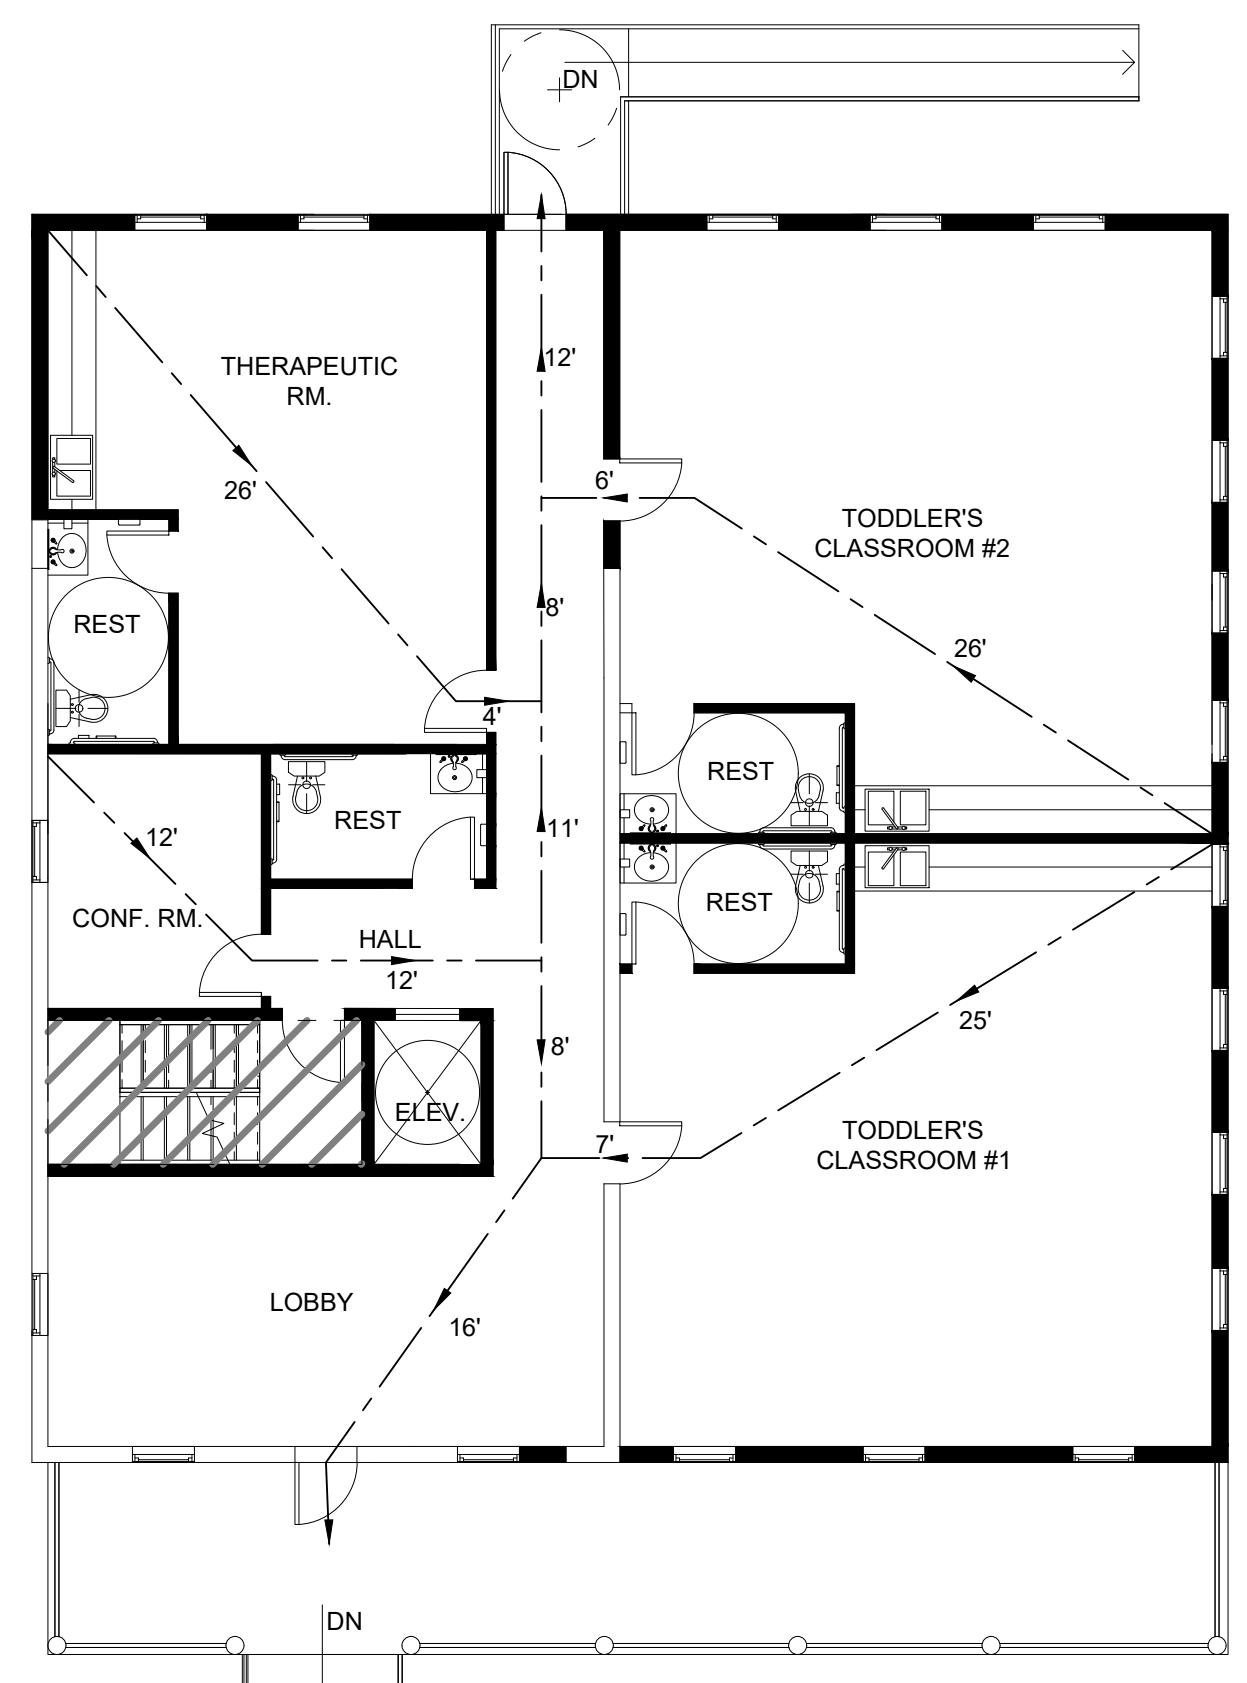 DN
12'
THERAPEUTIC
RM.
6'
26'
TODDLER'S
CLASSROOM #2
8'
REST
26'
4'
REST
12'
REST
11'
CONF. RM.
REST
HALL
12'
25'
8'
ELEV.
7'
TODDLER'S
CLASSROOM #1
LOBBY
16'
DN